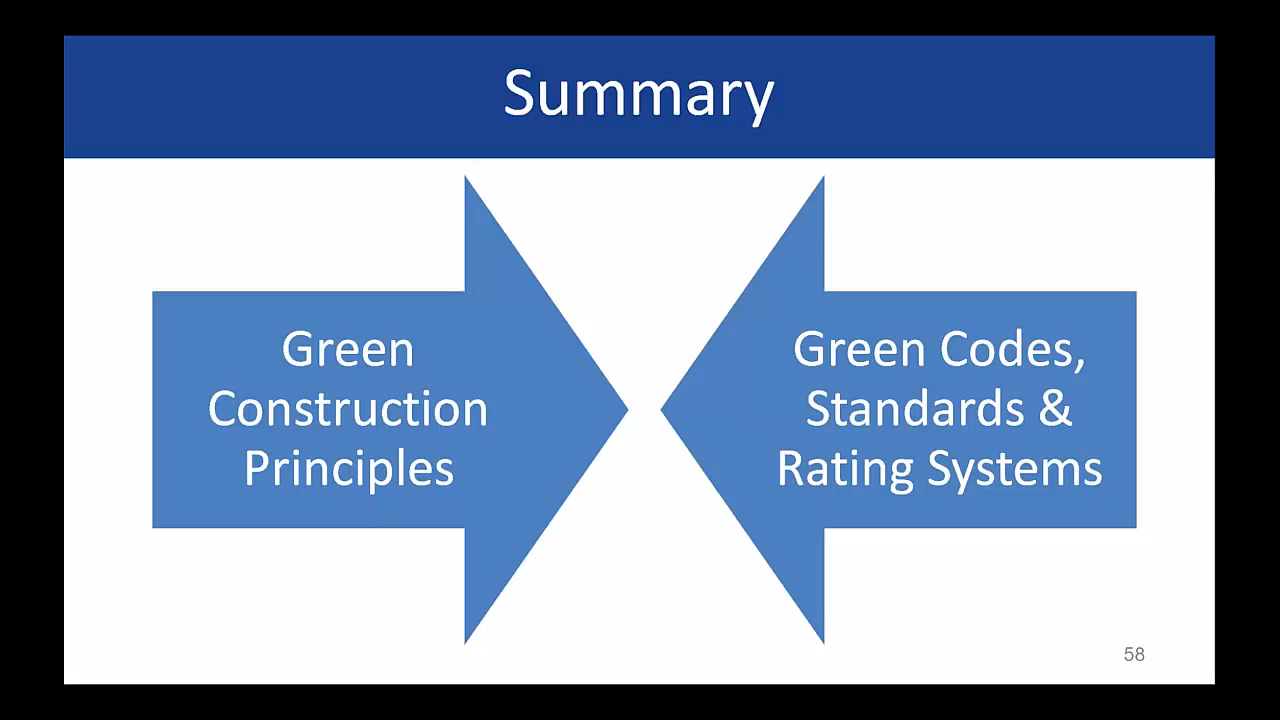 Summary
Green
Construction
Principles
Green Codes,
Standards &
Rating Systems
58